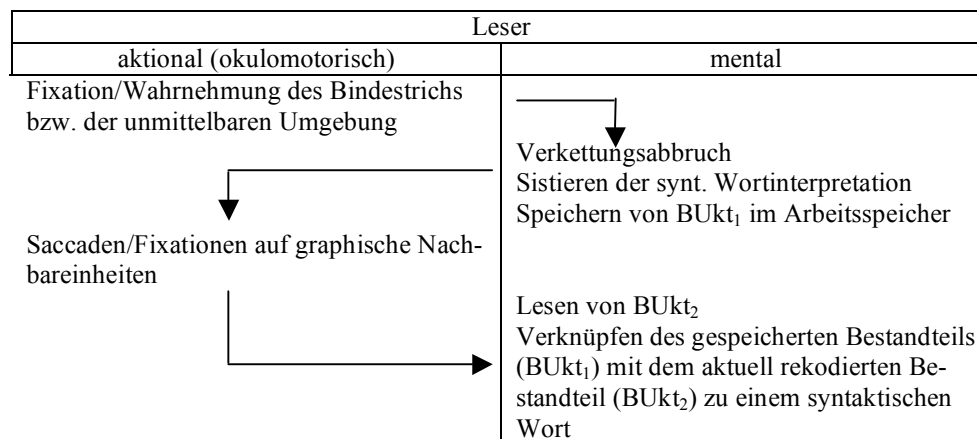 Leser
aktional (okulomotorisch) mental
Fixation/Wahrnehmung des Bindestrichs
bzw. der unmittelbaren Umgebung
Verkettungsabbruch
Sistieren der synt. Wortinterpretation
Speichern von BUkt₁ im Arbeitsspeicher
Saccaden/Fixationen auf graphische Nach-
bareinheiten
Lesen von BUkt₂
Verknüpfen des gespeicherten Bestandteils
(BUkt₁) mit dem aktuell rekodierten Be-
standteil (BUkt₂) zu einem syntaktischen
Wort